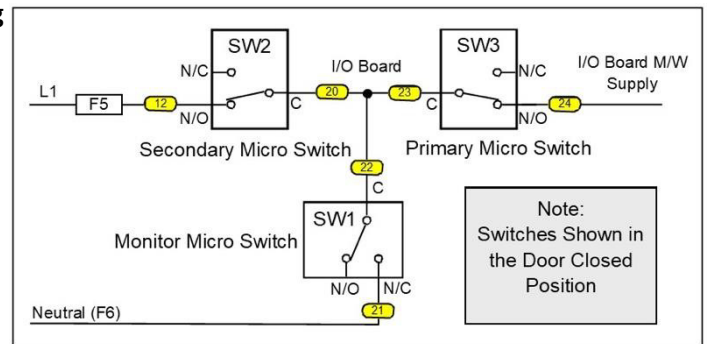 g
SW2
SW3
N/C
I/O Board
N/C
I/O Board M/W
Supply
L1
F5
12
C
20
23
C
24
N/O
N/O
Secondary Micro Switch
Primary Micro Switch
22
C
SW1
Monitor Micro Switch
N/O
N/C
21
Neutral (F6)
Note:
Switches Shown in
the Door Closed
Position